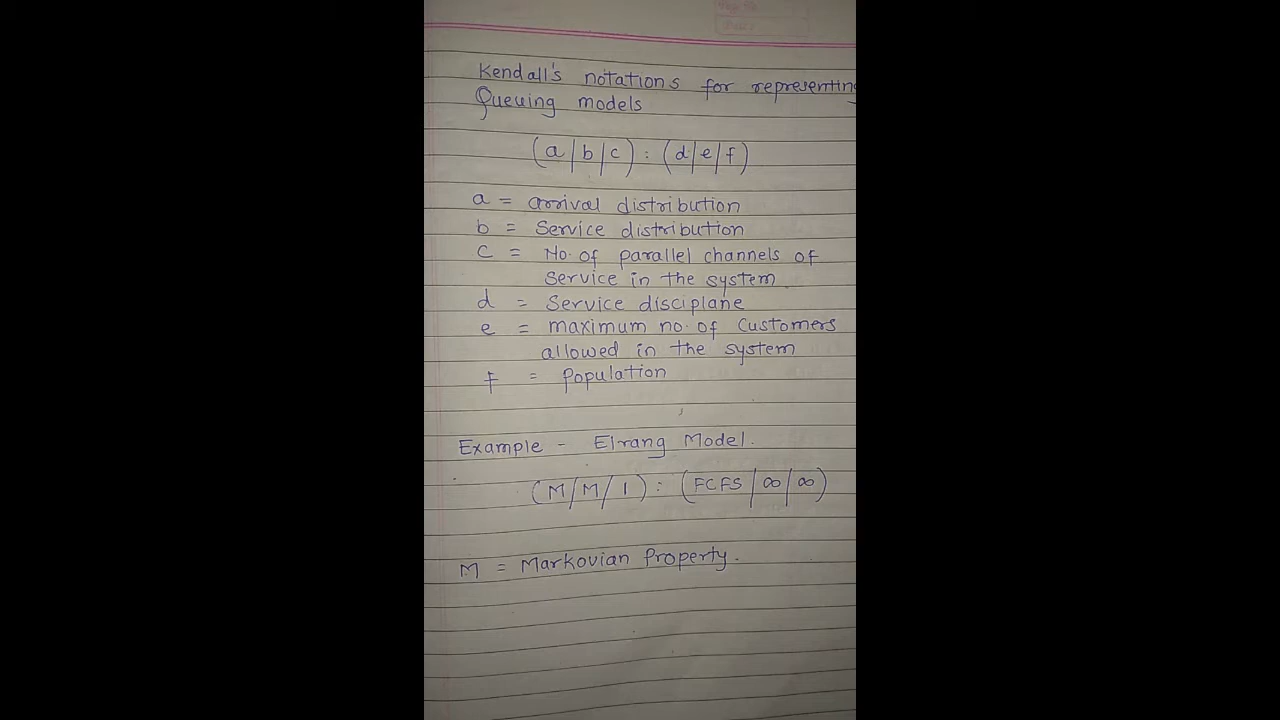 Kendall's notations for representing
Queuing models
(a/b/c) : (d/e/f)
a = arrival distribution
b = Service distribution
c = No. of parallel channels of
Service in the system
d = Service disciplane
e = maximum no. of customers
allowed in the system
f = population
Example - Elrang Model.
(M/M/1) : (FCFS/∞/∞)
M = Markovian Property.